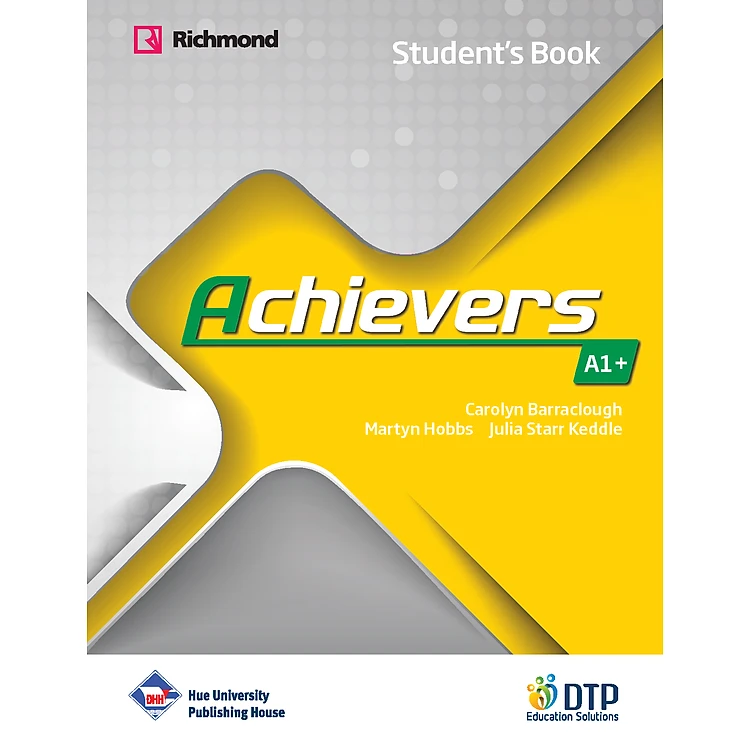 Richmond
Student's Book
Achievers
A1+
Carolyn Barraclough
Martyn Hobbs Julia Starr Keddle
ĐHH
Hue University
Publishing House
DTP
Education Solutions